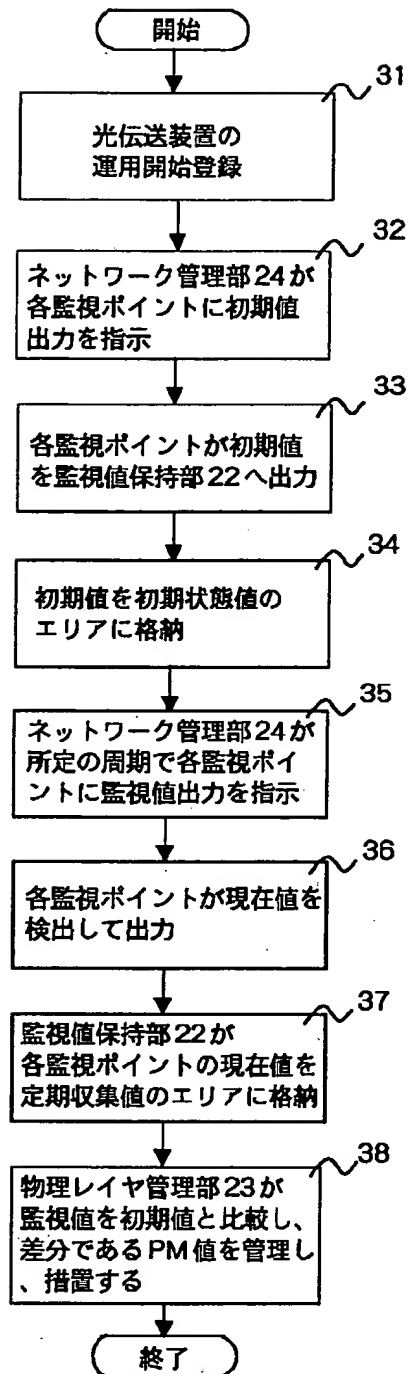 開始
31
光伝送装置の
運用開始登録
32
ネットワーク管理部24が
各監視ポイントに初期値
出力を指示
33
各監視ポイントが初期値
を監視値保持部22へ出力
34
初期値を初期状態値の
エリアに格納
35
ネットワーク管理部24が
所定の周期で各監視ポイ
ントに監視値出力を指示
36
各監視ポイントが現在値を
検出して出力
37
監視値保持部22が
各監視ポイントの現在値を
定期収集値のエリアに格納
38
物理レイヤ管理部23が
監視値を初期値と比較し、
差分であるPM値を管理し
、措置する
終了